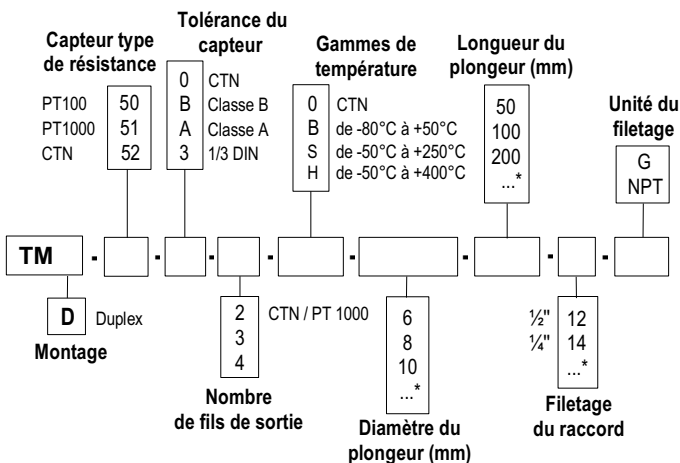 Capteur type
de résistance
PT100 50
PT1000 51
CTN 52
Tolérance du
capteur
0 CTN
B Classe B
A Classe A
3 1/3 DIN
Gammes de
température
0 CTN
B de -80°C à +50°C
S de -50°C à +250°C
H de -50°C à +400°C
Longueur du
plongeur (mm)
50
100
200
...*
Unité du
filetage
G
NPT
TM - - - - - - -
D Duplex
Montage
2 CTN / PT 1000
3
4
Nombre
de fils de sortie
6
8
10
...*
Diamètre du
plongeur (mm)
½" 12
¼" 14
...*
Filetage
du raccord